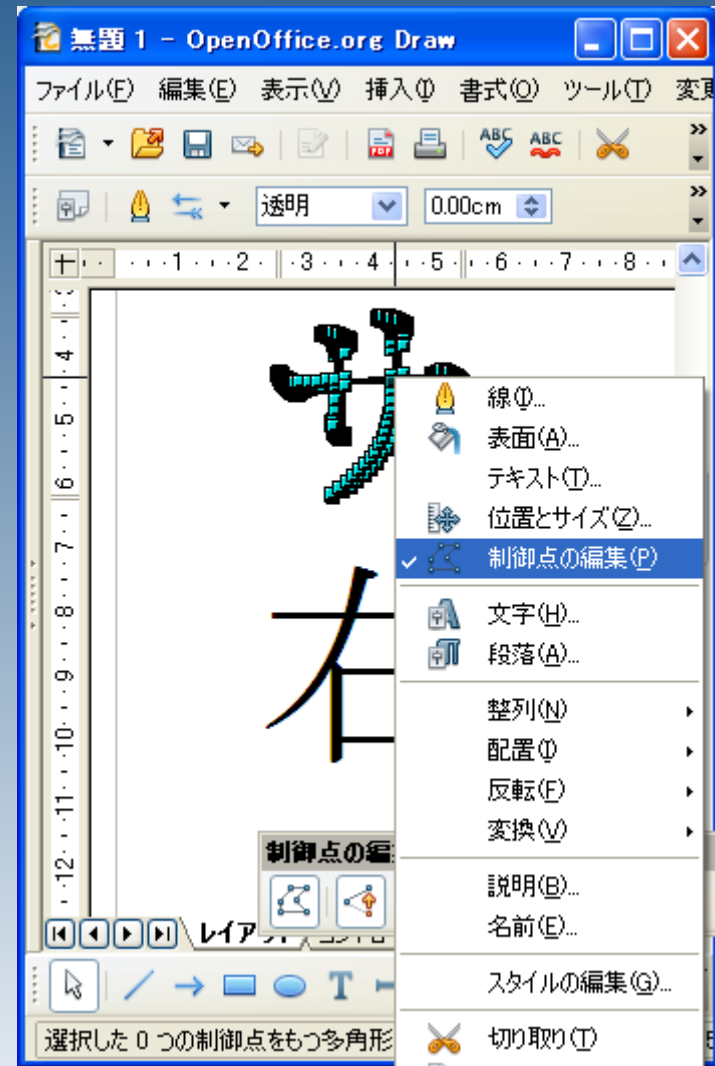 無題 1 - OpenOffice.org Draw
ファイル(F) 編集(E) 表示(V) 挿入(I) 書式(O) ツール(T) 変更
ABC ABC
PDF
透明 0.00cm
1 2 3 4 5 6 7 8
4
5
6
7
8
9
10
11
12
サ
右
線(I)...
表面(A)...
テキスト(T)...
位置とサイズ(Z)...
制御点の編集(P)
文字(H)...
段落(A)...
整列(N)
配置(I)
反転(F)
変換(V)
説明(B)...
名前(E)...
スタイルの編集(G)...
切り取り(T)
制御点の編
レイア
T
選択した 0 つの制御点をもつ多角形